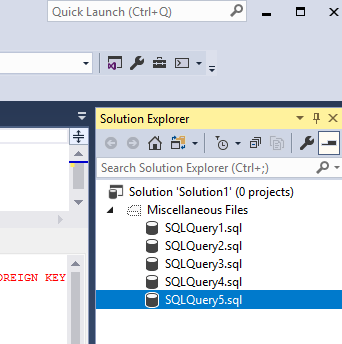 Quick Launch (Ctrl+Q)
Solution Explorer
Search Solution Explorer (Ctrl+;)
Solution 'Solution1' (0 projects)
Miscellaneous Files
SQLQuery1.sql
SQLQuery2.sql
SQLQuery3.sql
SQLQuery4.sql
OREIGN KEY
SQLQuery5.sql